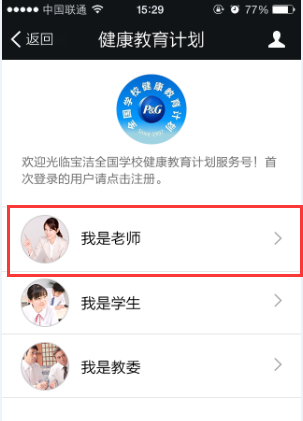 中国联通 15:29 77%
返回 健康教育计划
全国学校健康教育计划
P&G
欢迎光临宝洁全国学校健康教育计划服务号！首
次登录的用户请点击注册。
我是老师
我是学生
我是教委